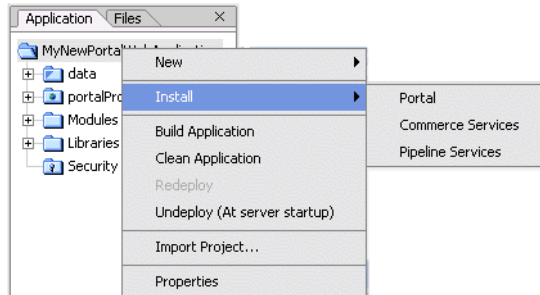 Application Files ×
MyNewPortal
data
portalPro
Modules
Libraries
Security
New
Install
Build Application
Clean Application
Redeploy
Undeploy (At server startup)
Import Project...
Properties
Portal
Commerce Services
Pipeline Services